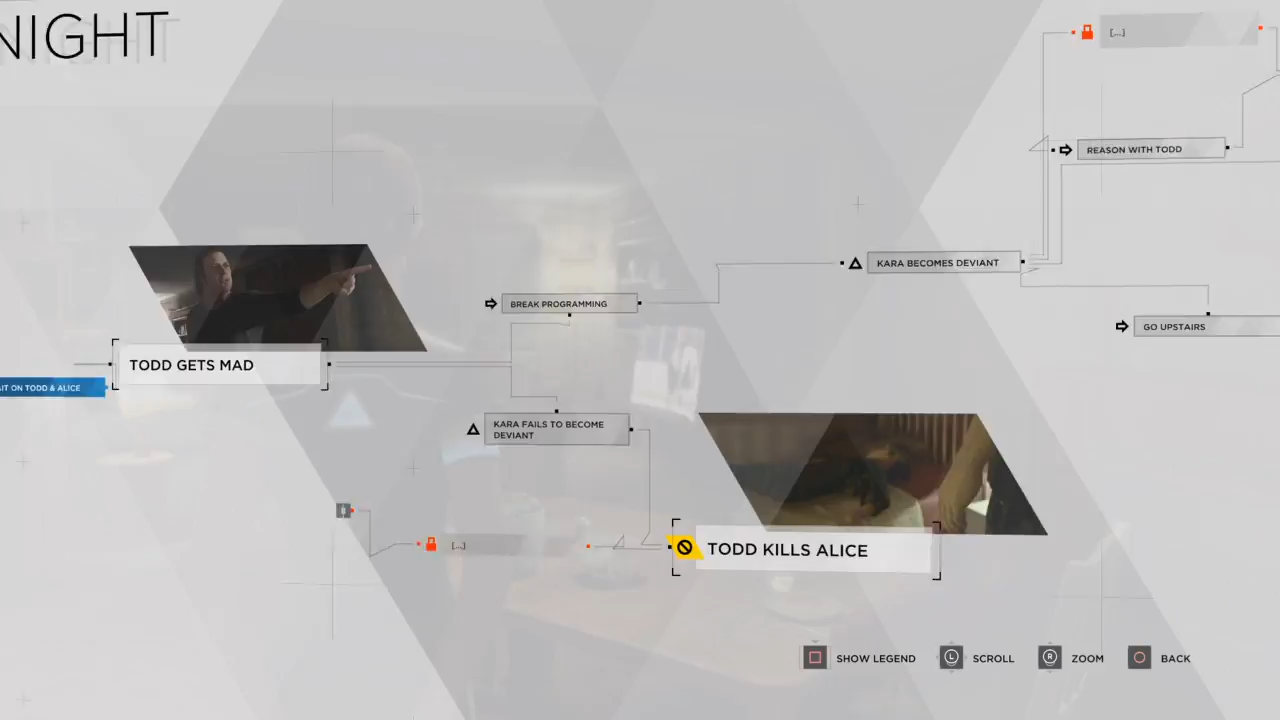 NIGHT
[...]
REASON WITH TODD
KARA BECOMES DEVIANT
BREAK PROGRAMMING
GO UPSTAIRS
TODD GETS MAD
IT ON TODD & ALICE
KARA FAILS TO BECOME
DEVIANT
[...]
TODD KILLS ALICE
SHOW LEGEND
L
SCROLL
R
ZOOM
BACK